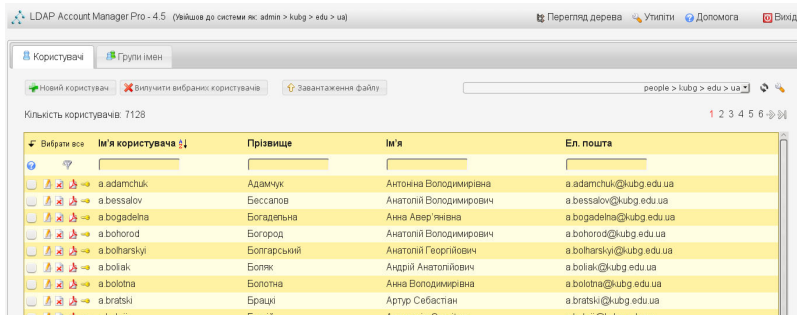 LDAP Account Manager Pro - 4.5 (Увійшов до системи як: admin > kubg > edu > ua) Перегляд дерева Утиліти Допомога Вихід
Користувачі Групи імен
Новий користувач Вилучити вибраних користувачів Завантаження файлу people > kubg > edu > ua
Кількість користувачів: 7128 1 2 3 4 5 6
Вибрати все Ім'я користувача Прізвище Ім'я Ел. пошта
a.adamchuk Адамчук Антоніна Володимирівна a.adamchuk@kubg.edu.ua
a.bessalov Бессалов Анатолій Володимирович a.bessalov@kubg.edu.ua
a.bogadelna Богадельна Анна Авер'янівна a.bogadelna@kubg.edu.ua
a.bohorod Богород Анатолій Володимирович a.bohorod@kubg.edu.ua
a.bolharskyi Болгарський Анатолій Георгійович a.bolharskyi@kubg.edu.ua
a.boliak Боляк Андрій Анатолійович a.boliak@kubg.edu.ua
a.bolotna Болотна Анна Володимирівна a.bolotna@kubg.edu.ua
a.bratski Брацкі Артур Себастіан a.bratski@kubg.edu.ua